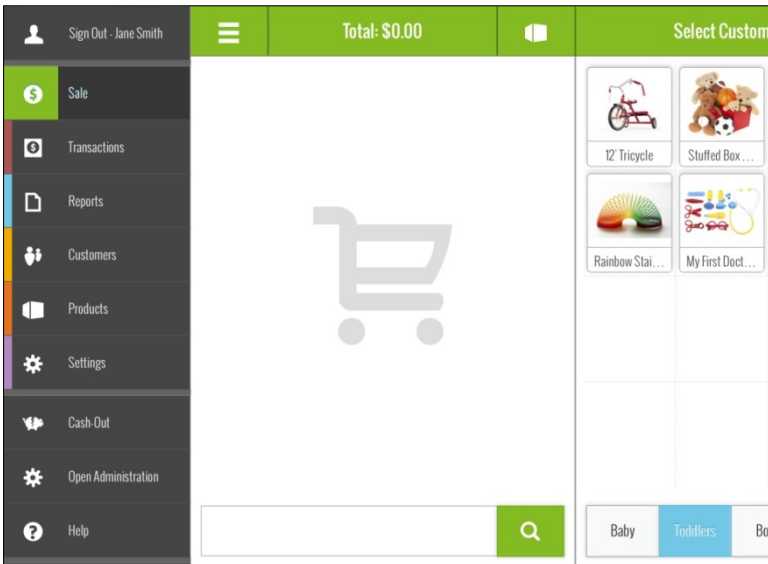 Sign Out - Jane Smith
Total: $0.00
Select Custom
Sale
Transactions
Reports
Customers
Products
Settings
Cash-Out
Open Administration
Help
12' Tricycle
Stuffed Box ...
Rainbow Stai...
My First Doct...
Baby
Toddlers
Bo